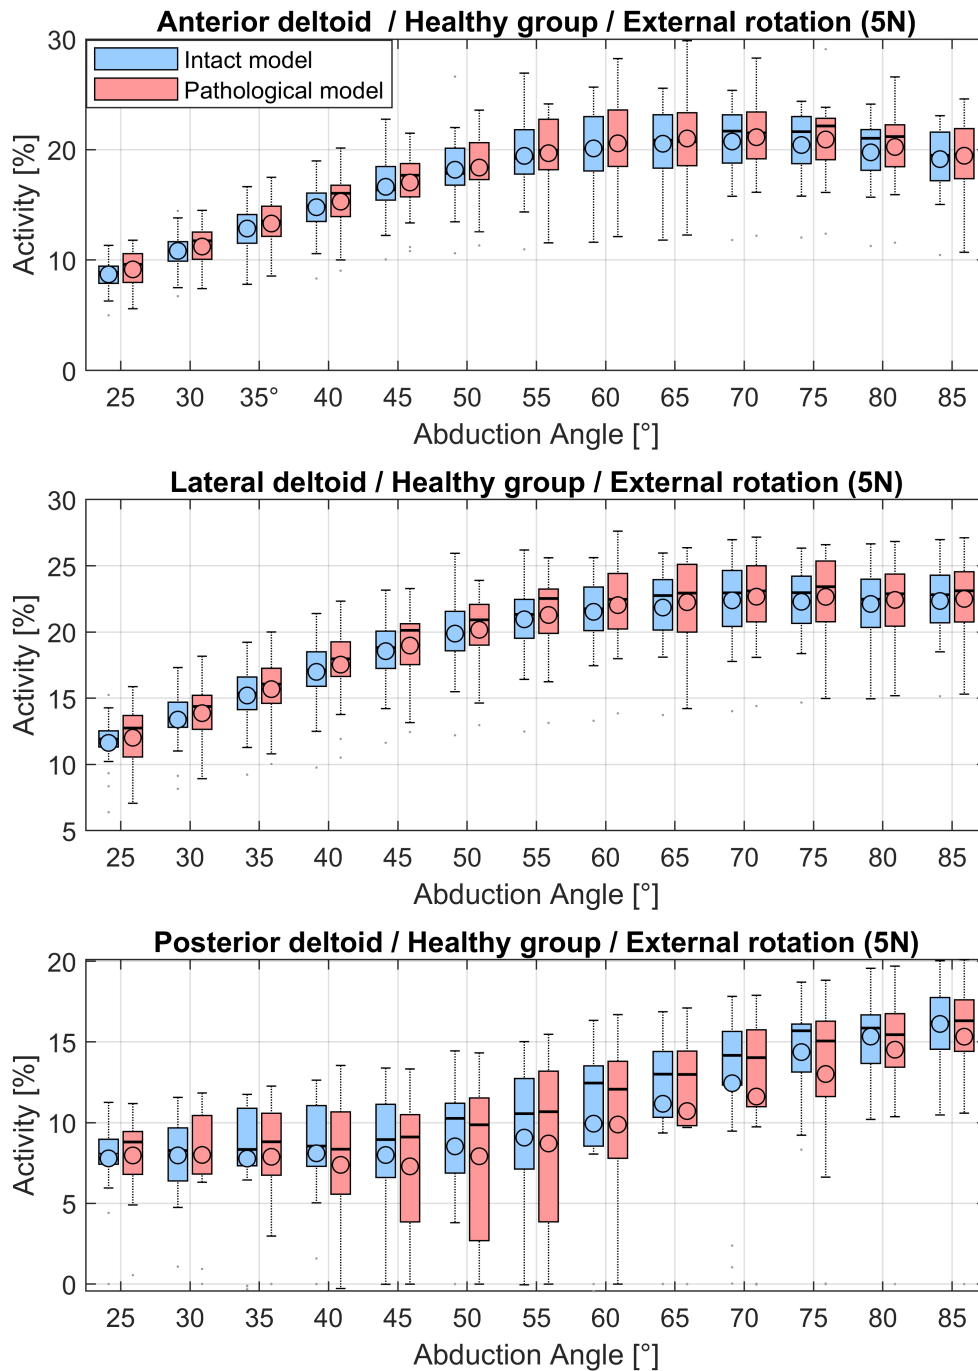 Anterior deltoid / Healthy group / External rotation (5N)
30
20
10
0
Activity [%]
Intact model
Pathological model
25 30 35° 40 45 50 55 60 65 70 75 80 85
Abduction Angle [°]
Lateral deltoid / Healthy group / External rotation (5N)
30
25
20
15
10
5
Activity [%]
25 30 35 40 45 50 55 60 65 70 75 80 85
Abduction Angle [°]
Posterior deltoid / Healthy group / External rotation (5N)
20
15
10
5
0
Activity [%]
25 30 35 40 45 50 55 60 65 70 75 80 85
Abduction Angle [°]